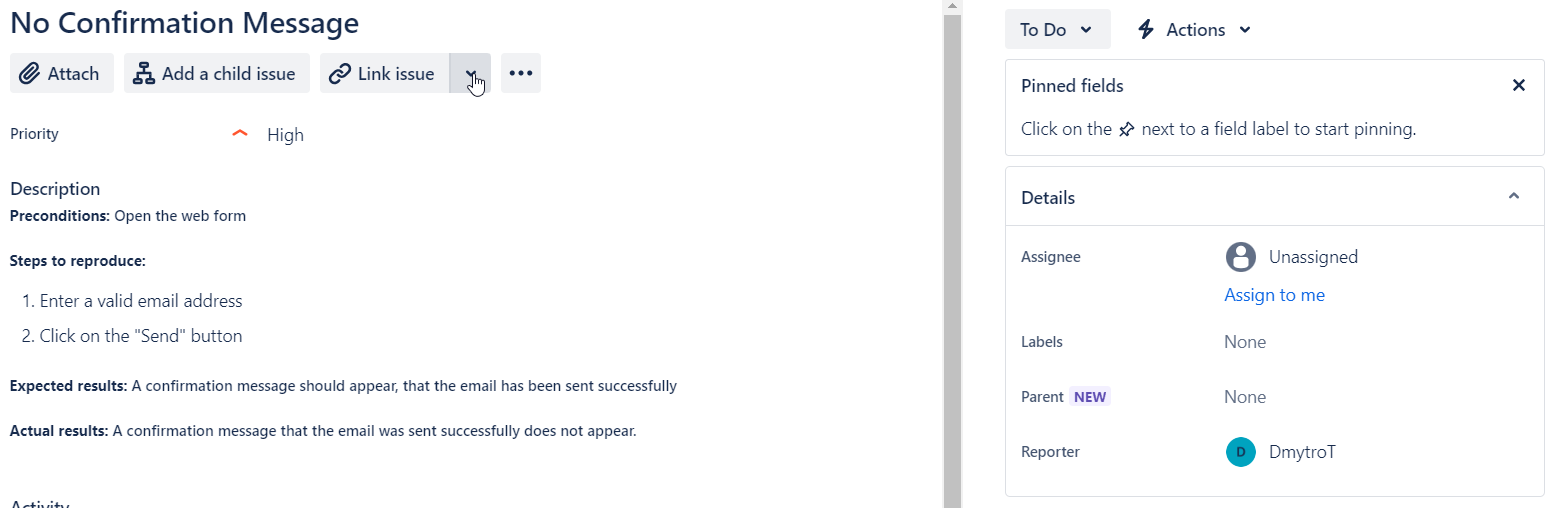 No Confirmation Message
Attach
Add a child issue
Link issue
Priority
High
Description
Preconditions: Open the web form
Steps to reproduce:
1. Enter a valid email address
2. Click on the "Send" button
Expected results: A confirmation message should appear, that the email has been sent successfully
Actual results: A confirmation message that the email was sent successfully does not appear.
Activity
To Do
Actions
Pinned fields
Click on the next to a field label to start pinning.
Details
Assignee
Unassigned
Assign to me
Labels
None
Parent NEW
None
Reporter
D
DmytroT